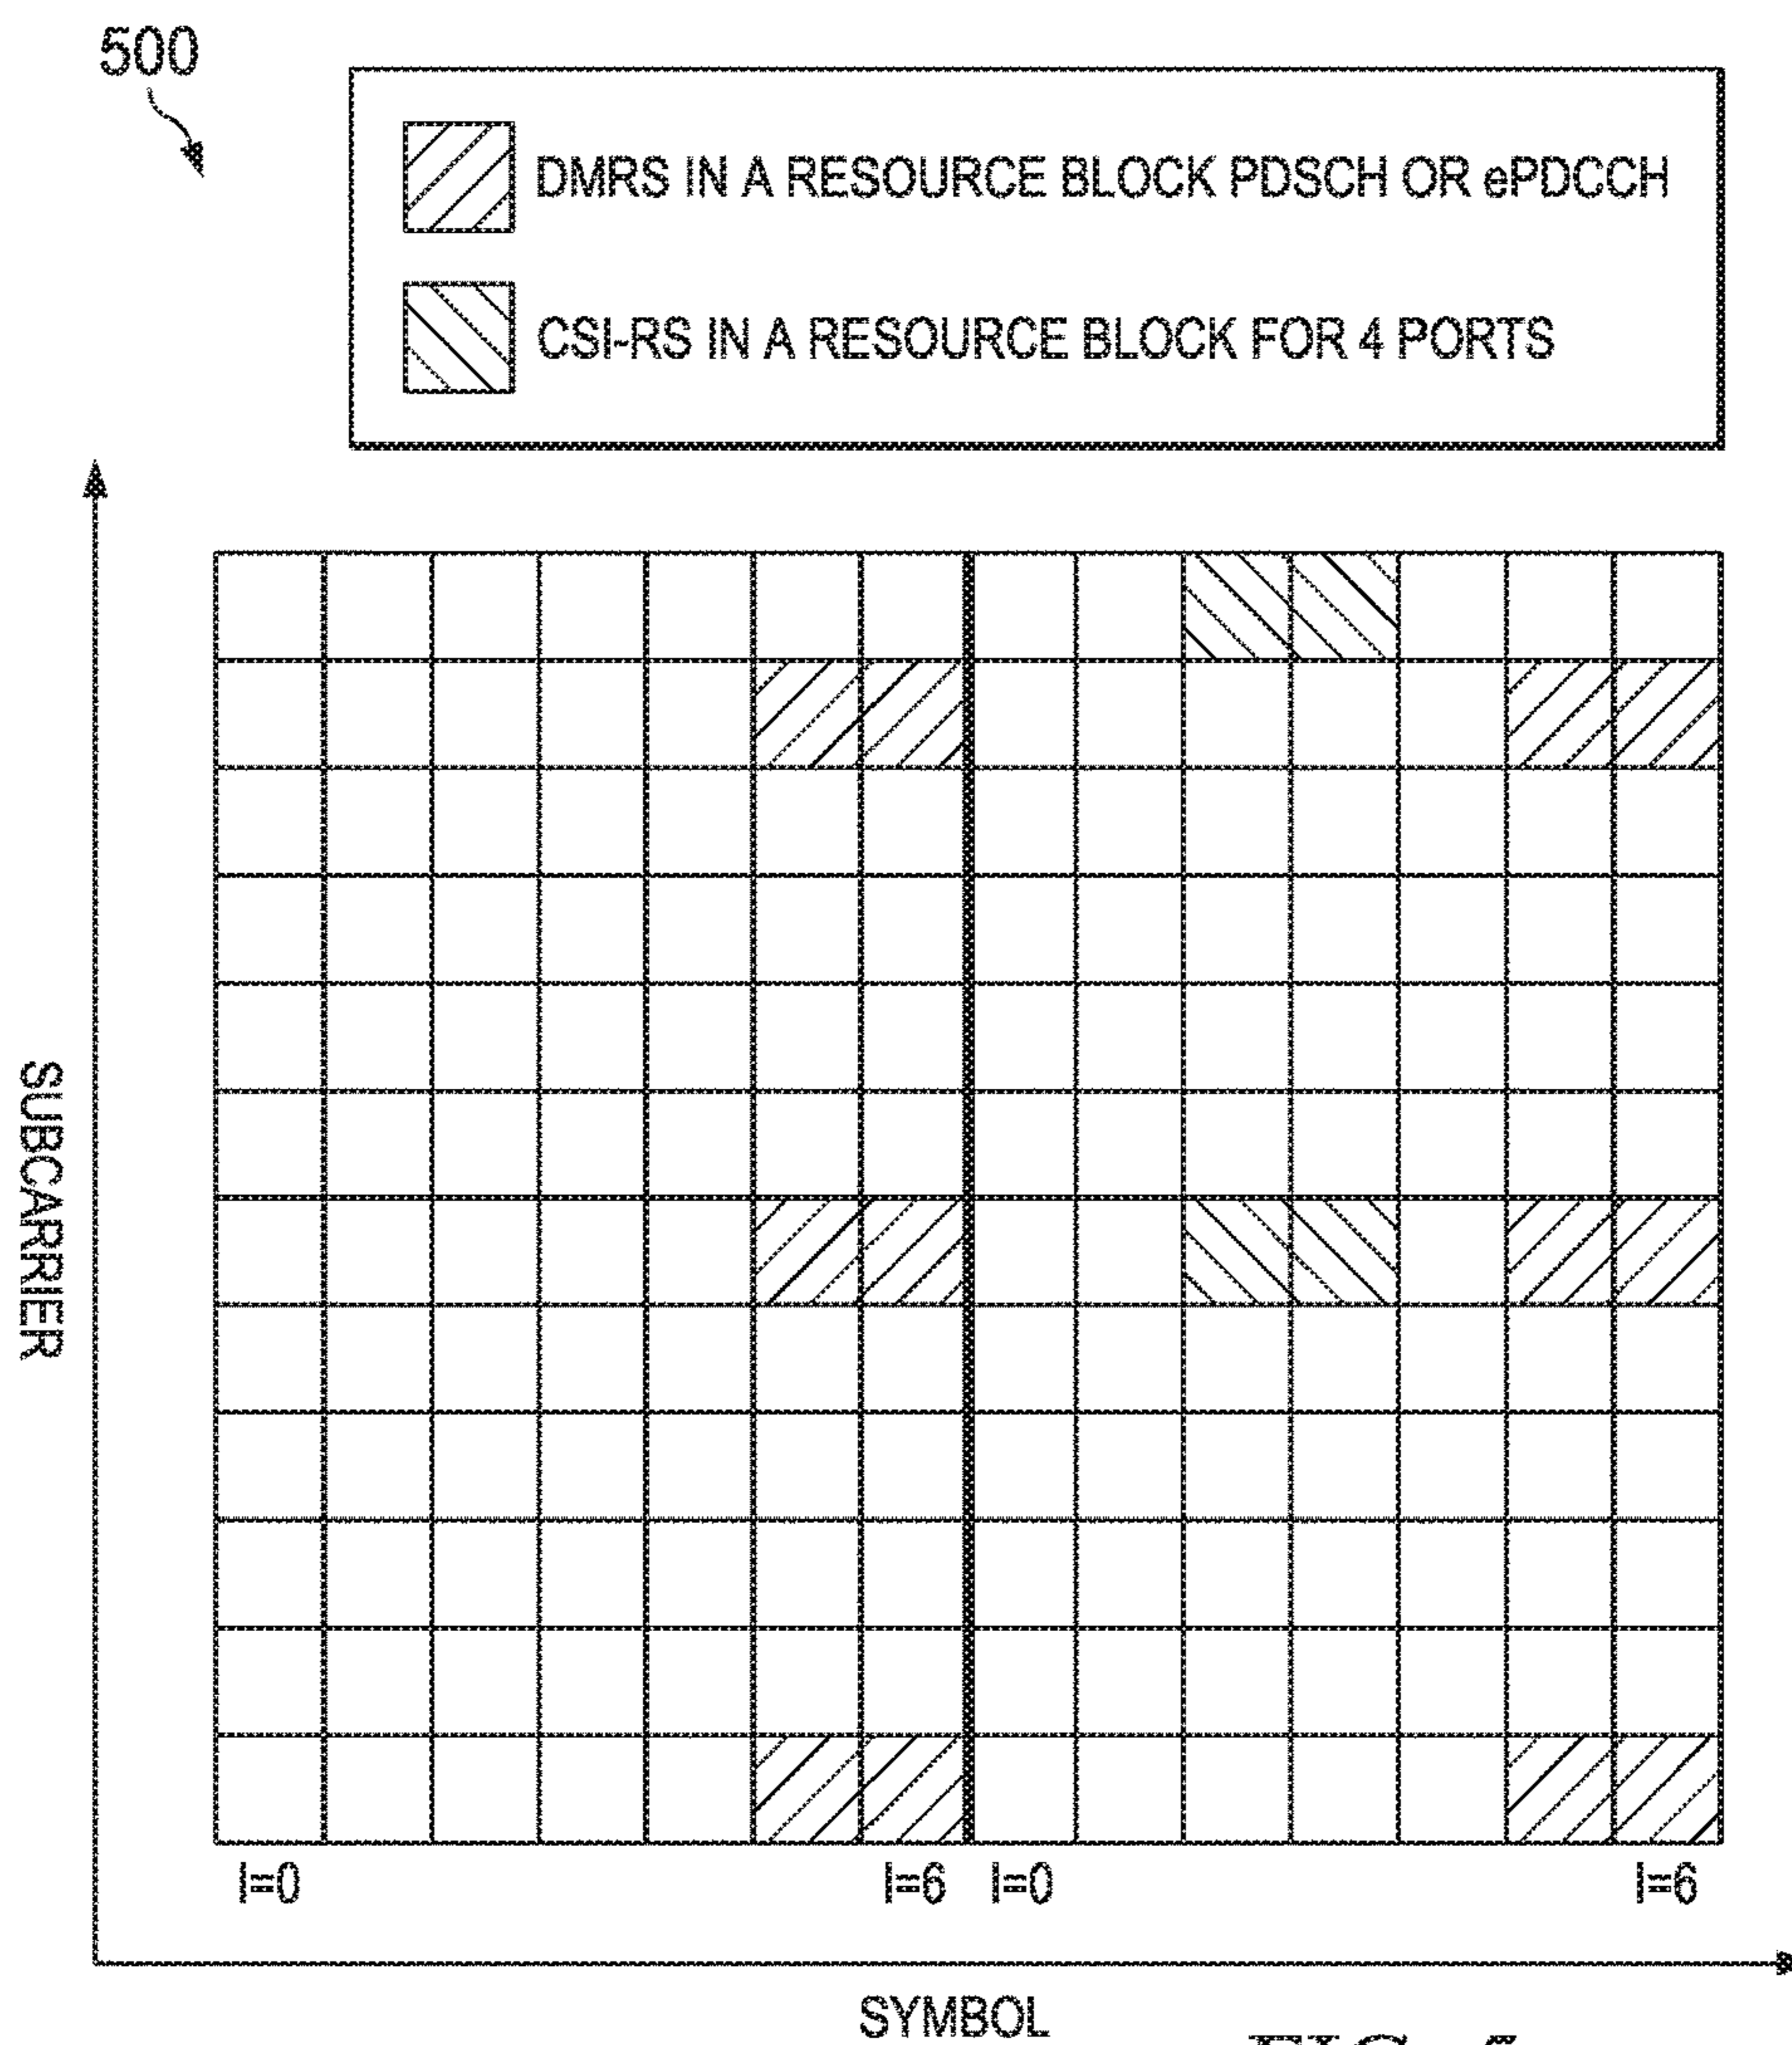 500
DMRS IN A RESOURCE BLOCK PDSCH OR ePDCCH
CSI-RS IN A RESOURCE BLOCK FOR 4 PORTS
SUBCARRIER
l=0 l=6 l=0 l=6
SYMBOL